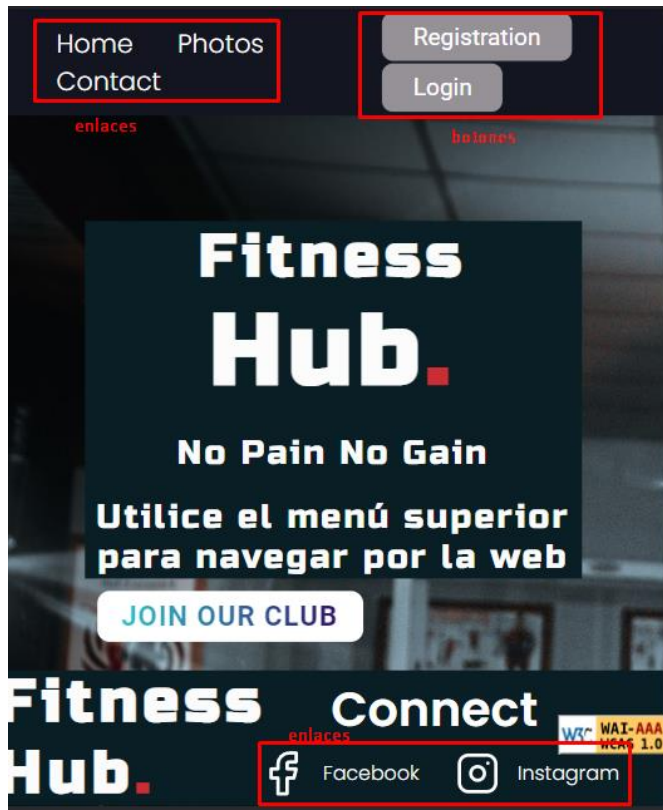 Home Photos
Contact
enlaces
Registration
Login
botones
Fitness
Hub.
No Pain No Gain
Utilice el menú superior
para navegar por la web
JOIN OUR CLUB
Fitness
Hub.
Connect
enlaces
Facebook Instagram
W3C WAI-AAA
WCAG 1.0